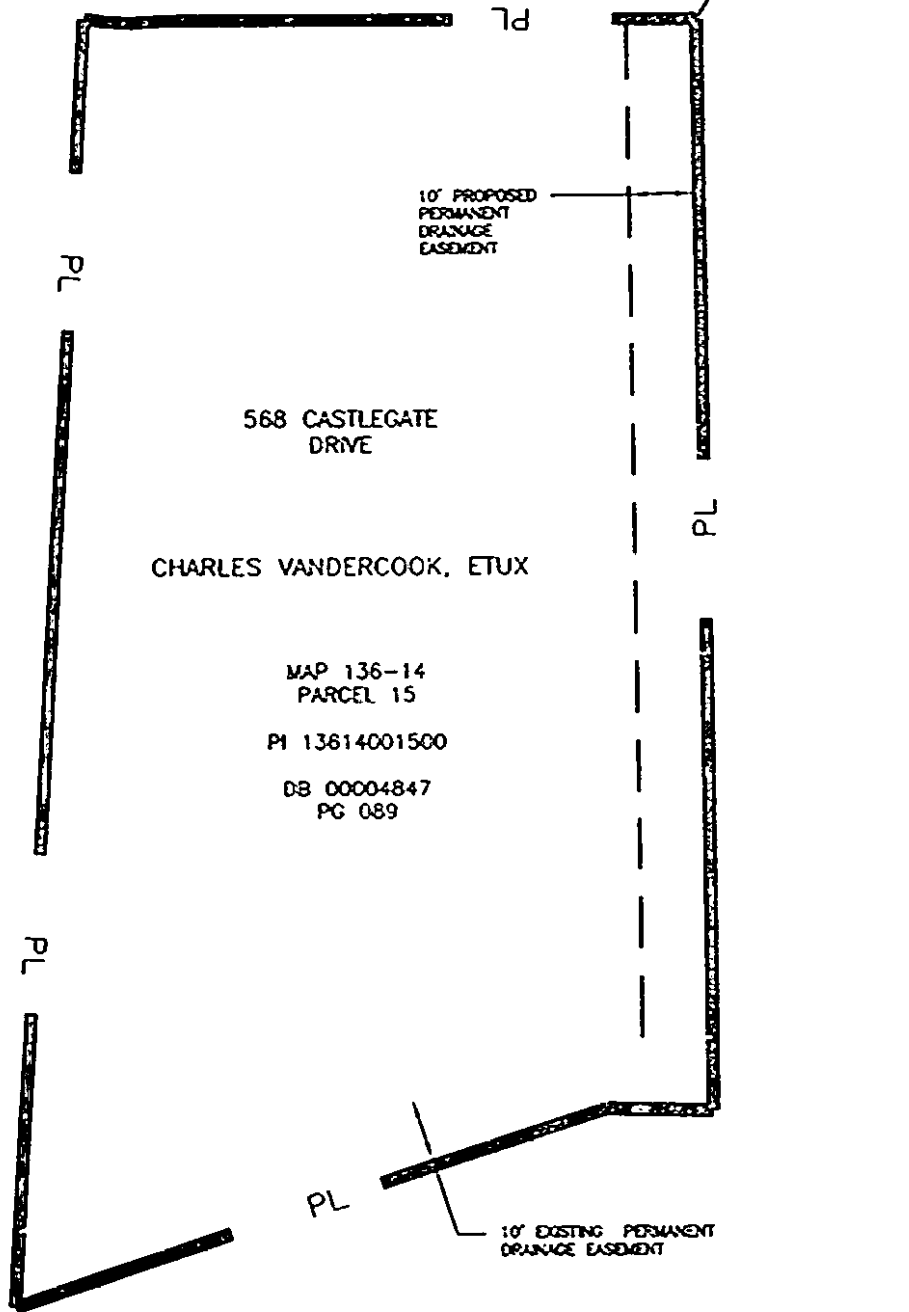 PL
10' PROPOSED
PERMANENT
DRAINAGE
EASEMENT
PL
568 CASTLEGATE
DRIVE
PL
CHARLES VANDERCOOK, ETUX
MAP 136-14
PARCEL 15
PI 13614001500
DB 00004847
PG 089
PL
PL
10' EXISTING PERMANENT
DRAINAGE EASEMENT